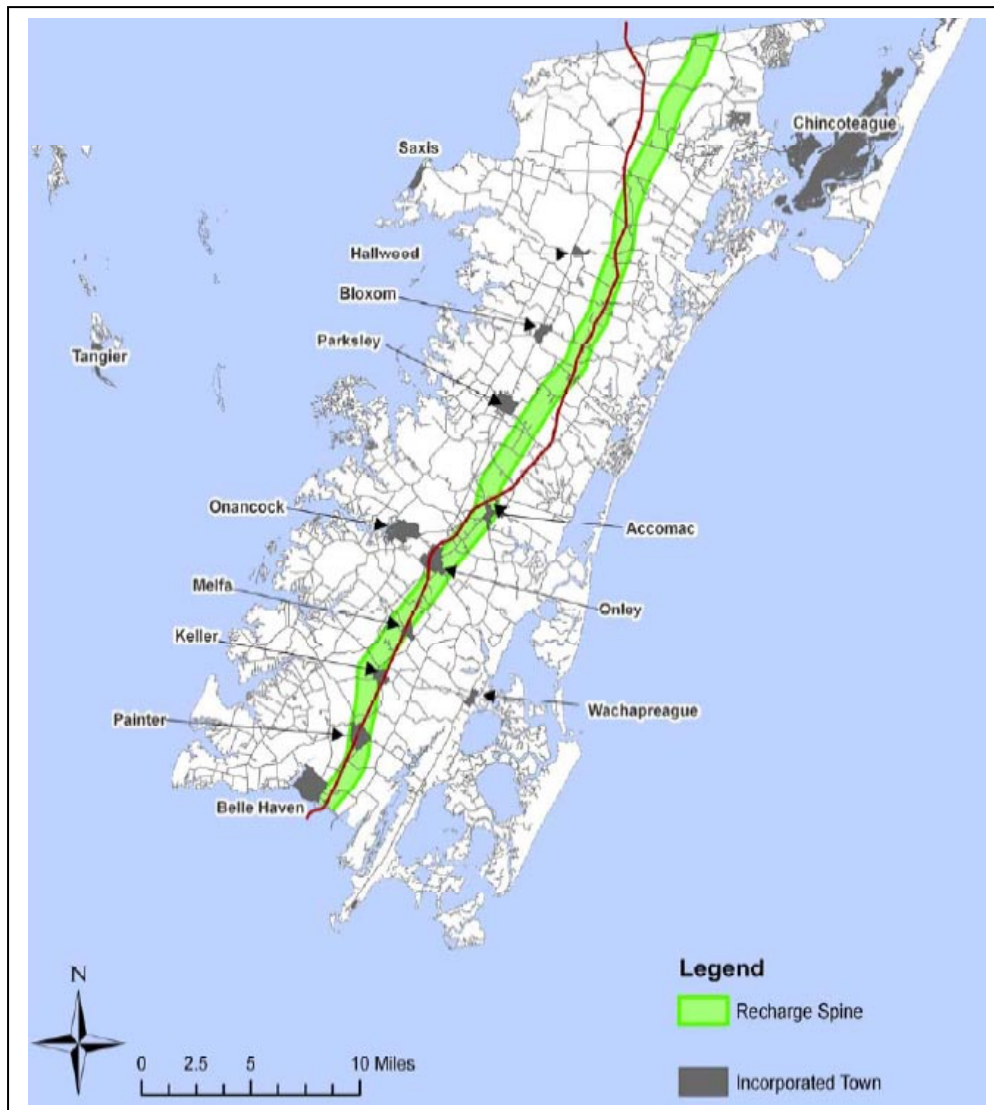 Chincoteague
Saxis
Hallwood
Bloxom
Parksley
Tangier
Onancock
Accomac
Melfa
Onley
Keller
Wachapreague
Painter
Belle Haven
N
Legend
Recharge Spine
0 2.5 5 10 Miles
Incorporated Town